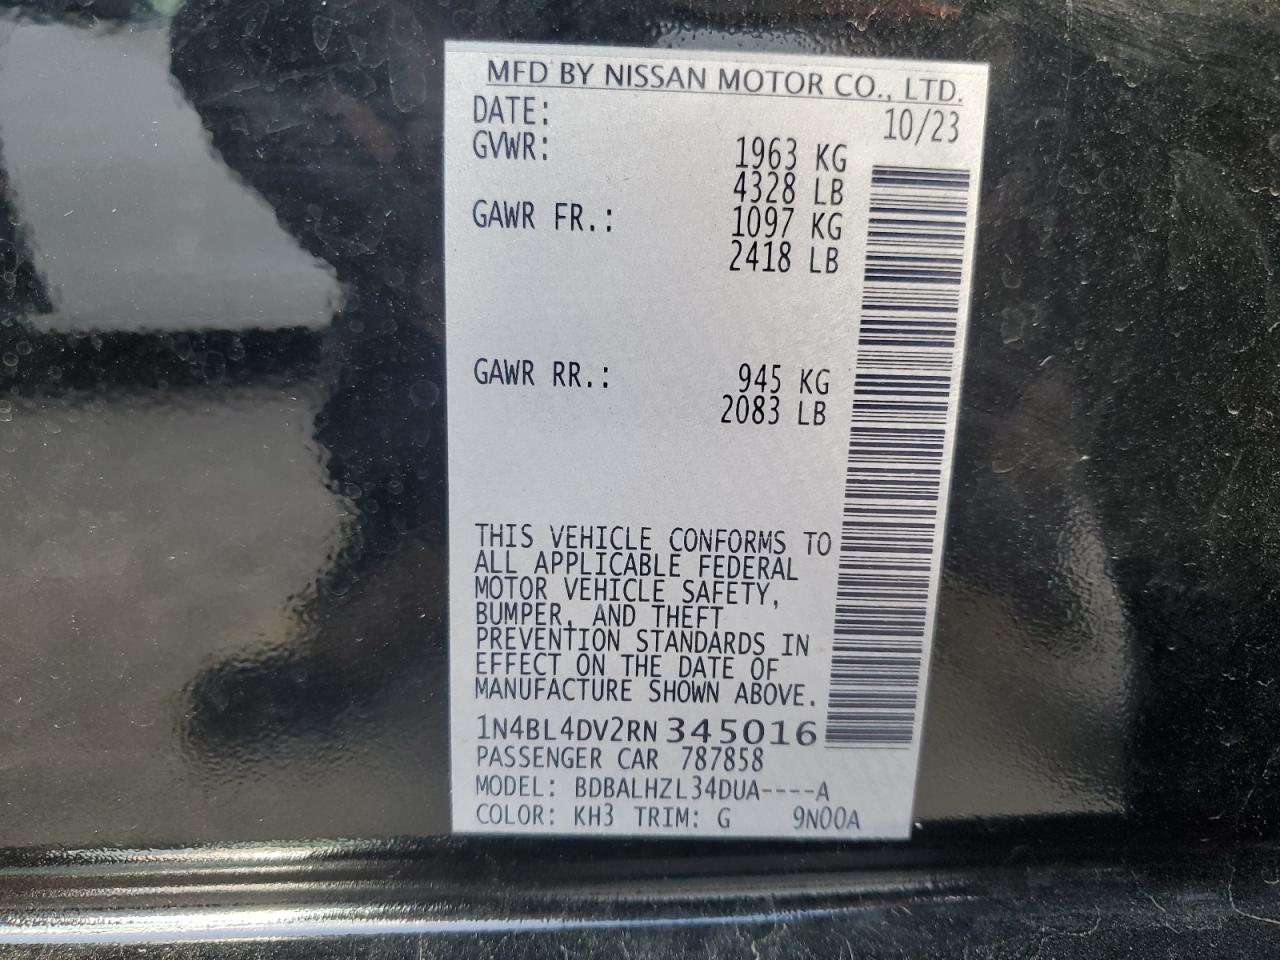 MFD BY NISSAN MOTOR CO., LTD.
DATE: 10/23
GVWR: 1963 KG
4328 LB
GAWR FR.: 1097 KG
2418 LB
GAWR RR.: 945 KG
2083 LB
THIS VEHICLE CONFORMS TO
ALL APPLICABLE FEDERAL
MOTOR VEHICLE SAFETY,
BUMPER, AND THEFT
PREVENTION STANDARDS IN
EFFECT ON THE DATE OF
MANUFACTURE SHOWN ABOVE.
1N4BL4DV2RN345016
PASSENGER CAR 787858
MODEL: BDBALHZL34DUA----A
COLOR: KH3 TRIM: G 9N00A